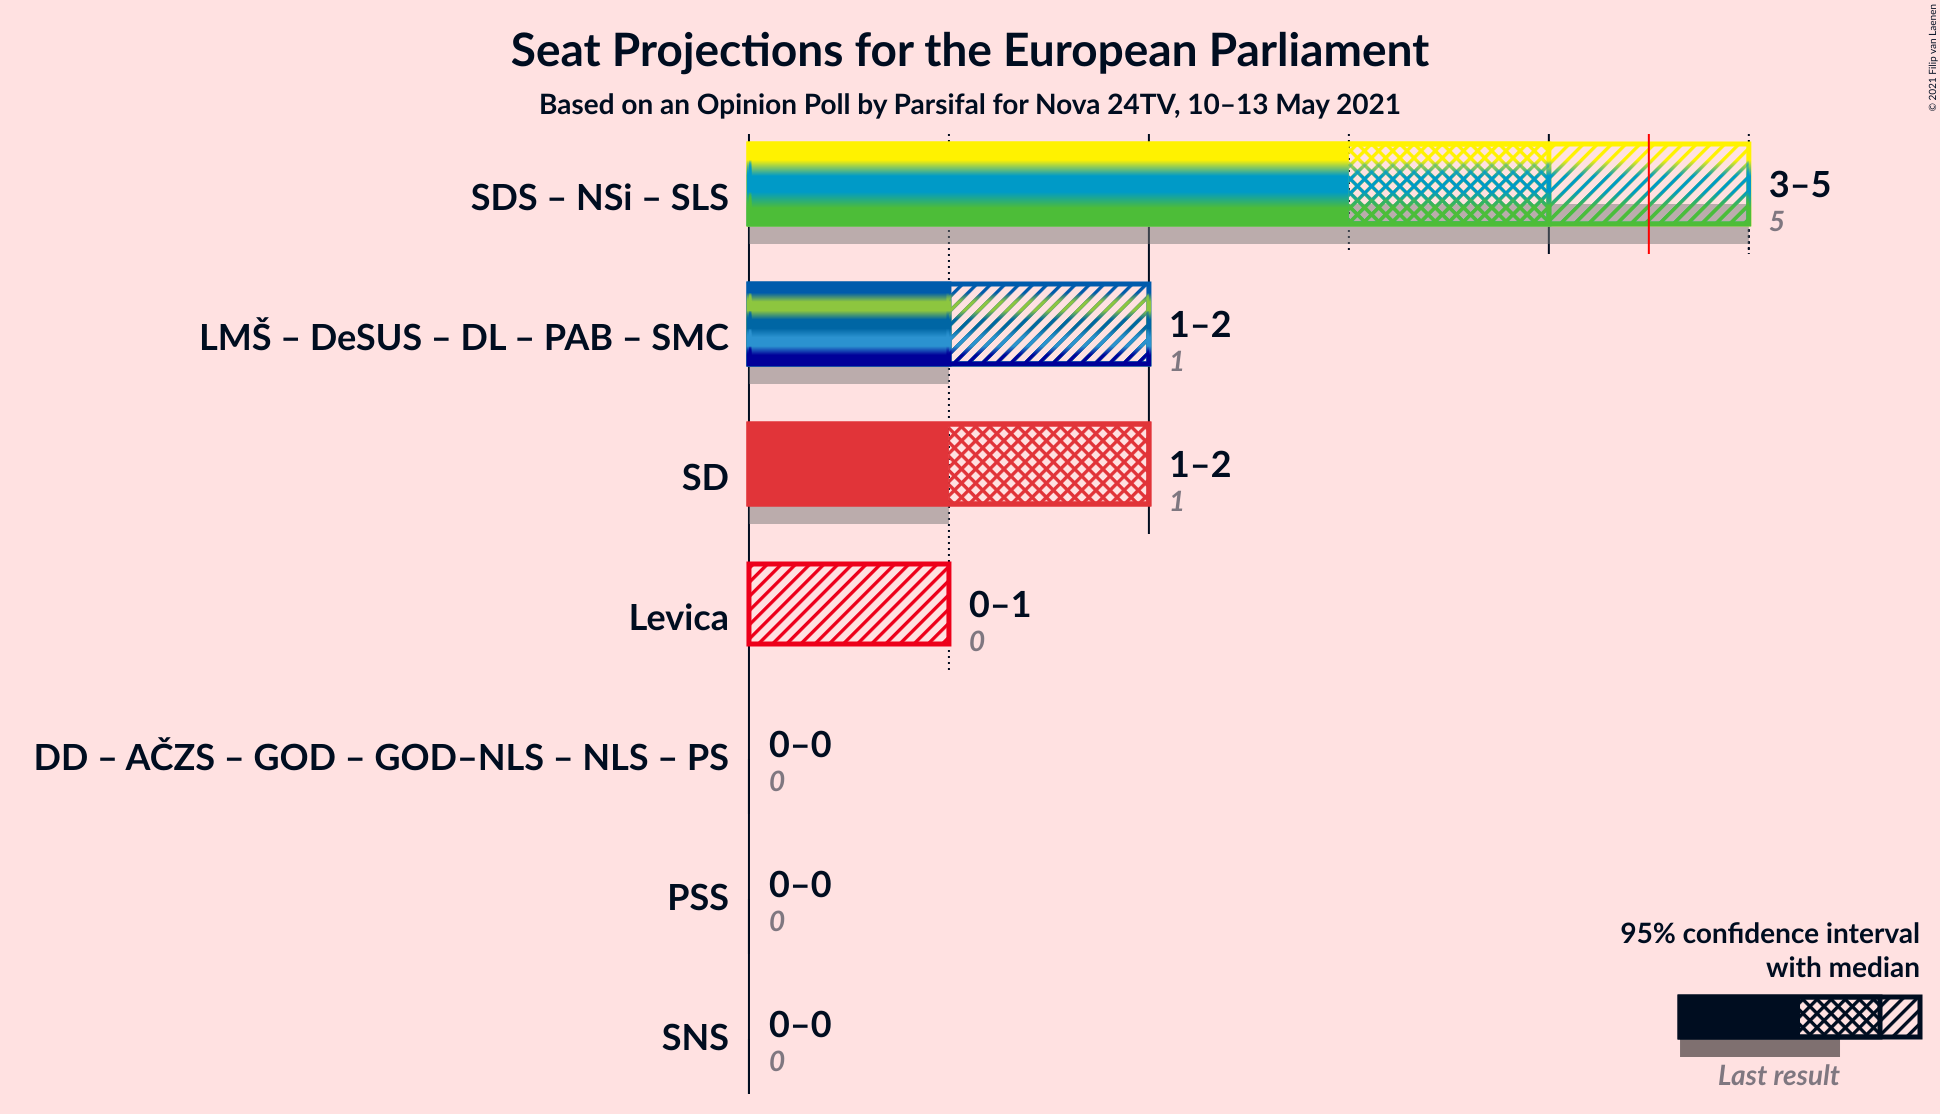 Seat Projections for the European Parliament
Based on an Opinion Poll by Parsifal for Nova 24TV, 10–13 May 2021
© 2021 Filip van Laenen
SDS – NSi – SLS
3–5
5
LMŠ – DeSUS – DL – PAB – SMC
1–2
1
SD
1–2
1
Levica
0–1
0
DD – AČZS – GOD – GOD–NLS – NLS – PS
0–0
0
PSS
0–0
0
SNS
0–0
0
95% confidence interval
with median
Last result